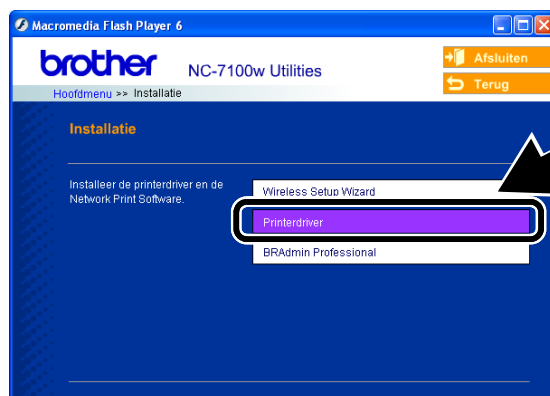 Macromedia Flash Player 6
brother
NC-7100w Utilities
Afsluiten
Terug
Hoofdmenu >> Installatie
Installatie
Installeer de printerdriver en de
Network Print Software.
Wireless Setup Wizard
Printerdriver
BRAdmin Professional